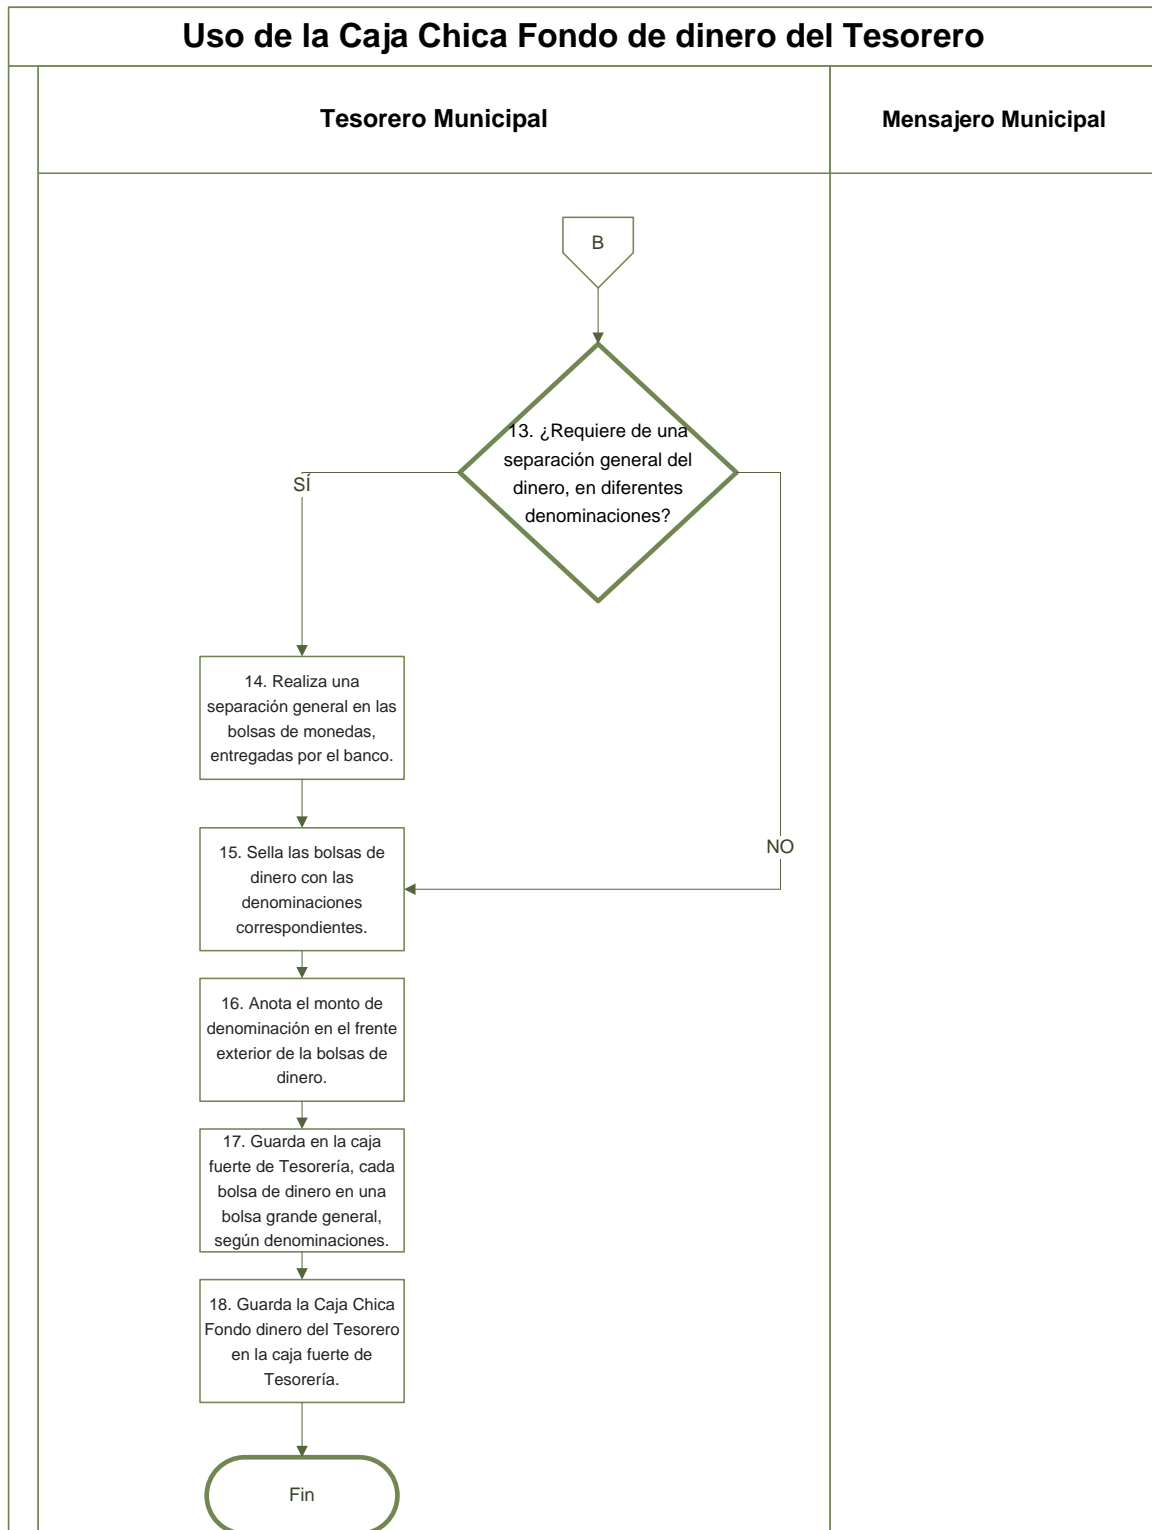 Uso de la Caja Chica Fondo de dinero del Tesorero
Tesorero Municipal
Mensajero Municipal
B
13. ¿Requiere de una
separación general del
dinero, en diferentes
denominaciones?
SÍ
14. Realiza una
separación general en las
bolsas de monedas,
entregadas por el banco.
15. Sella las bolsas de
dinero con las
denominaciones
correspondientes.
NO
16. Anota el monto de
denominación en el frente
exterior de la bolsas de
dinero.
17. Guarda en la caja
fuerte de Tesorería, cada
bolsa de dinero en una
bolsa grande general,
según denominaciones.
18. Guarda la Caja Chica
Fondo dinero del Tesorero
en la caja fuerte de
Tesorería.
Fin